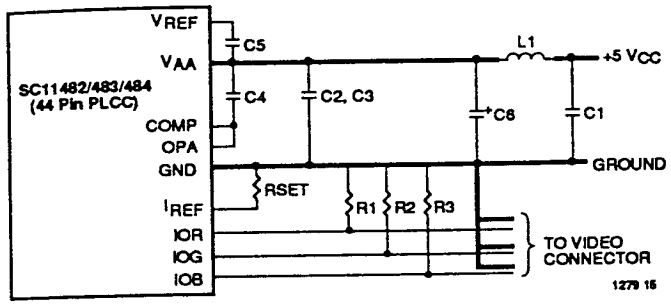 VREF
C5
L1
VAA
+5 VCC
SC11482/483/484
(44 Pin PLCC)
C4
C2, C3
+C6
C1
COMP
OPA
GND
GROUND
RSET
R1
R2
R3
IREF
IOR
IOG
IOB
TO VIDEO
CONNECTOR
1279 15